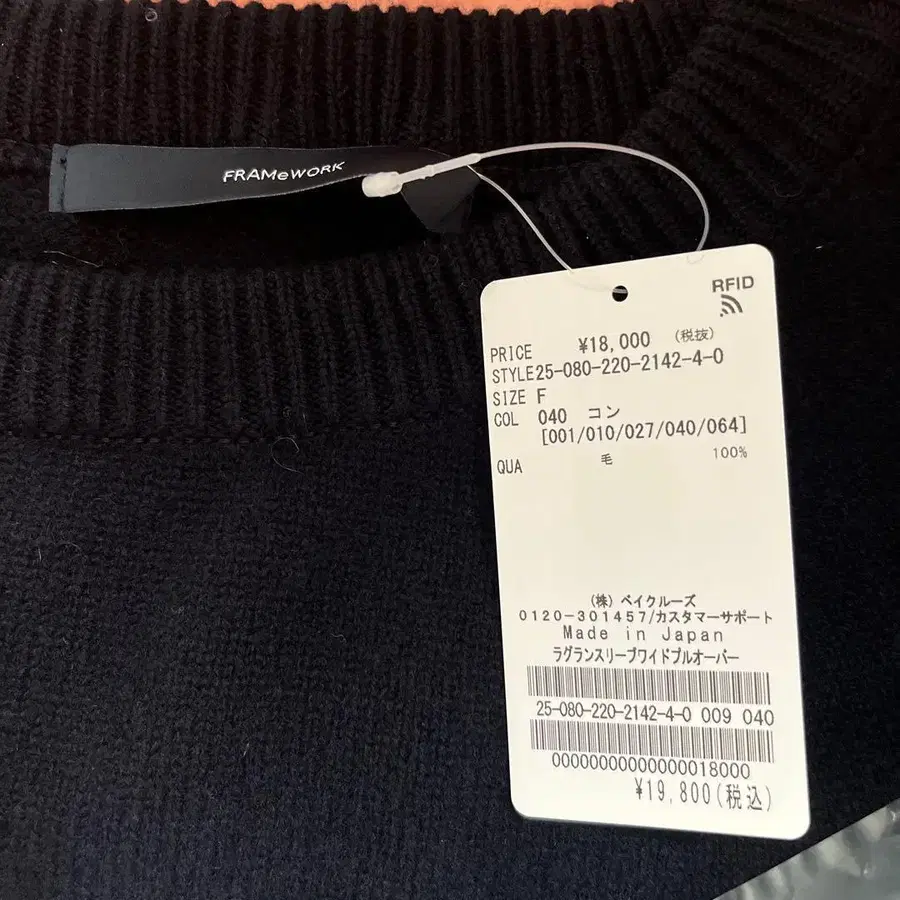 FRAMeWORK
RFID
PRICE ¥18,000 (税抜)
STYLE 25-080-220-2142-4-0
SIZE F
COL 040 コン
[001/010/027/040/064]
QUA 毛 100%
(株) ベイクルーズ
0120-301457/カスタマーサポート
Made in Japan
ラグランスリーブワイドプルオーバー
25-080-220-2142-4-0 009 040
00000000000000018000
¥19,800(税込)